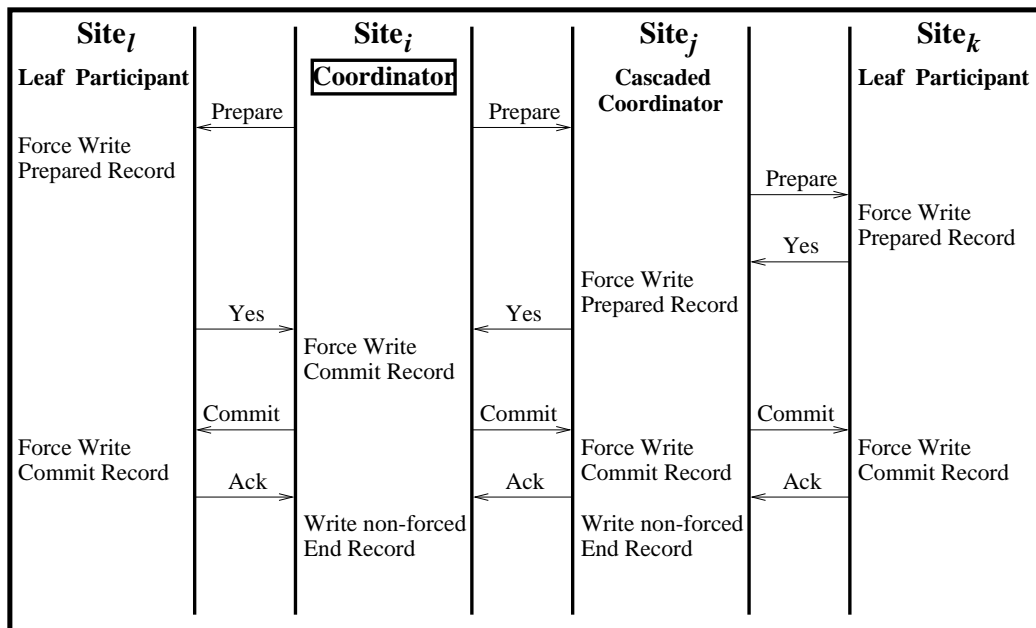 Site_l Site_i Site_j Site_k
Leaf Participant Coordinator Cascaded Coordinator Leaf Participant
Prepare Prepare
Force Write
Prepared Record
Prepare
Force Write
Prepared Record
Yes
Force Write
Prepared Record
Yes Yes
Force Write
Commit Record
Commit Commit Commit
Force Write Force Write Force Write
Commit Record Commit Record Commit Record
Ack Ack Ack
Write non-forced Write non-forced
End Record End Record